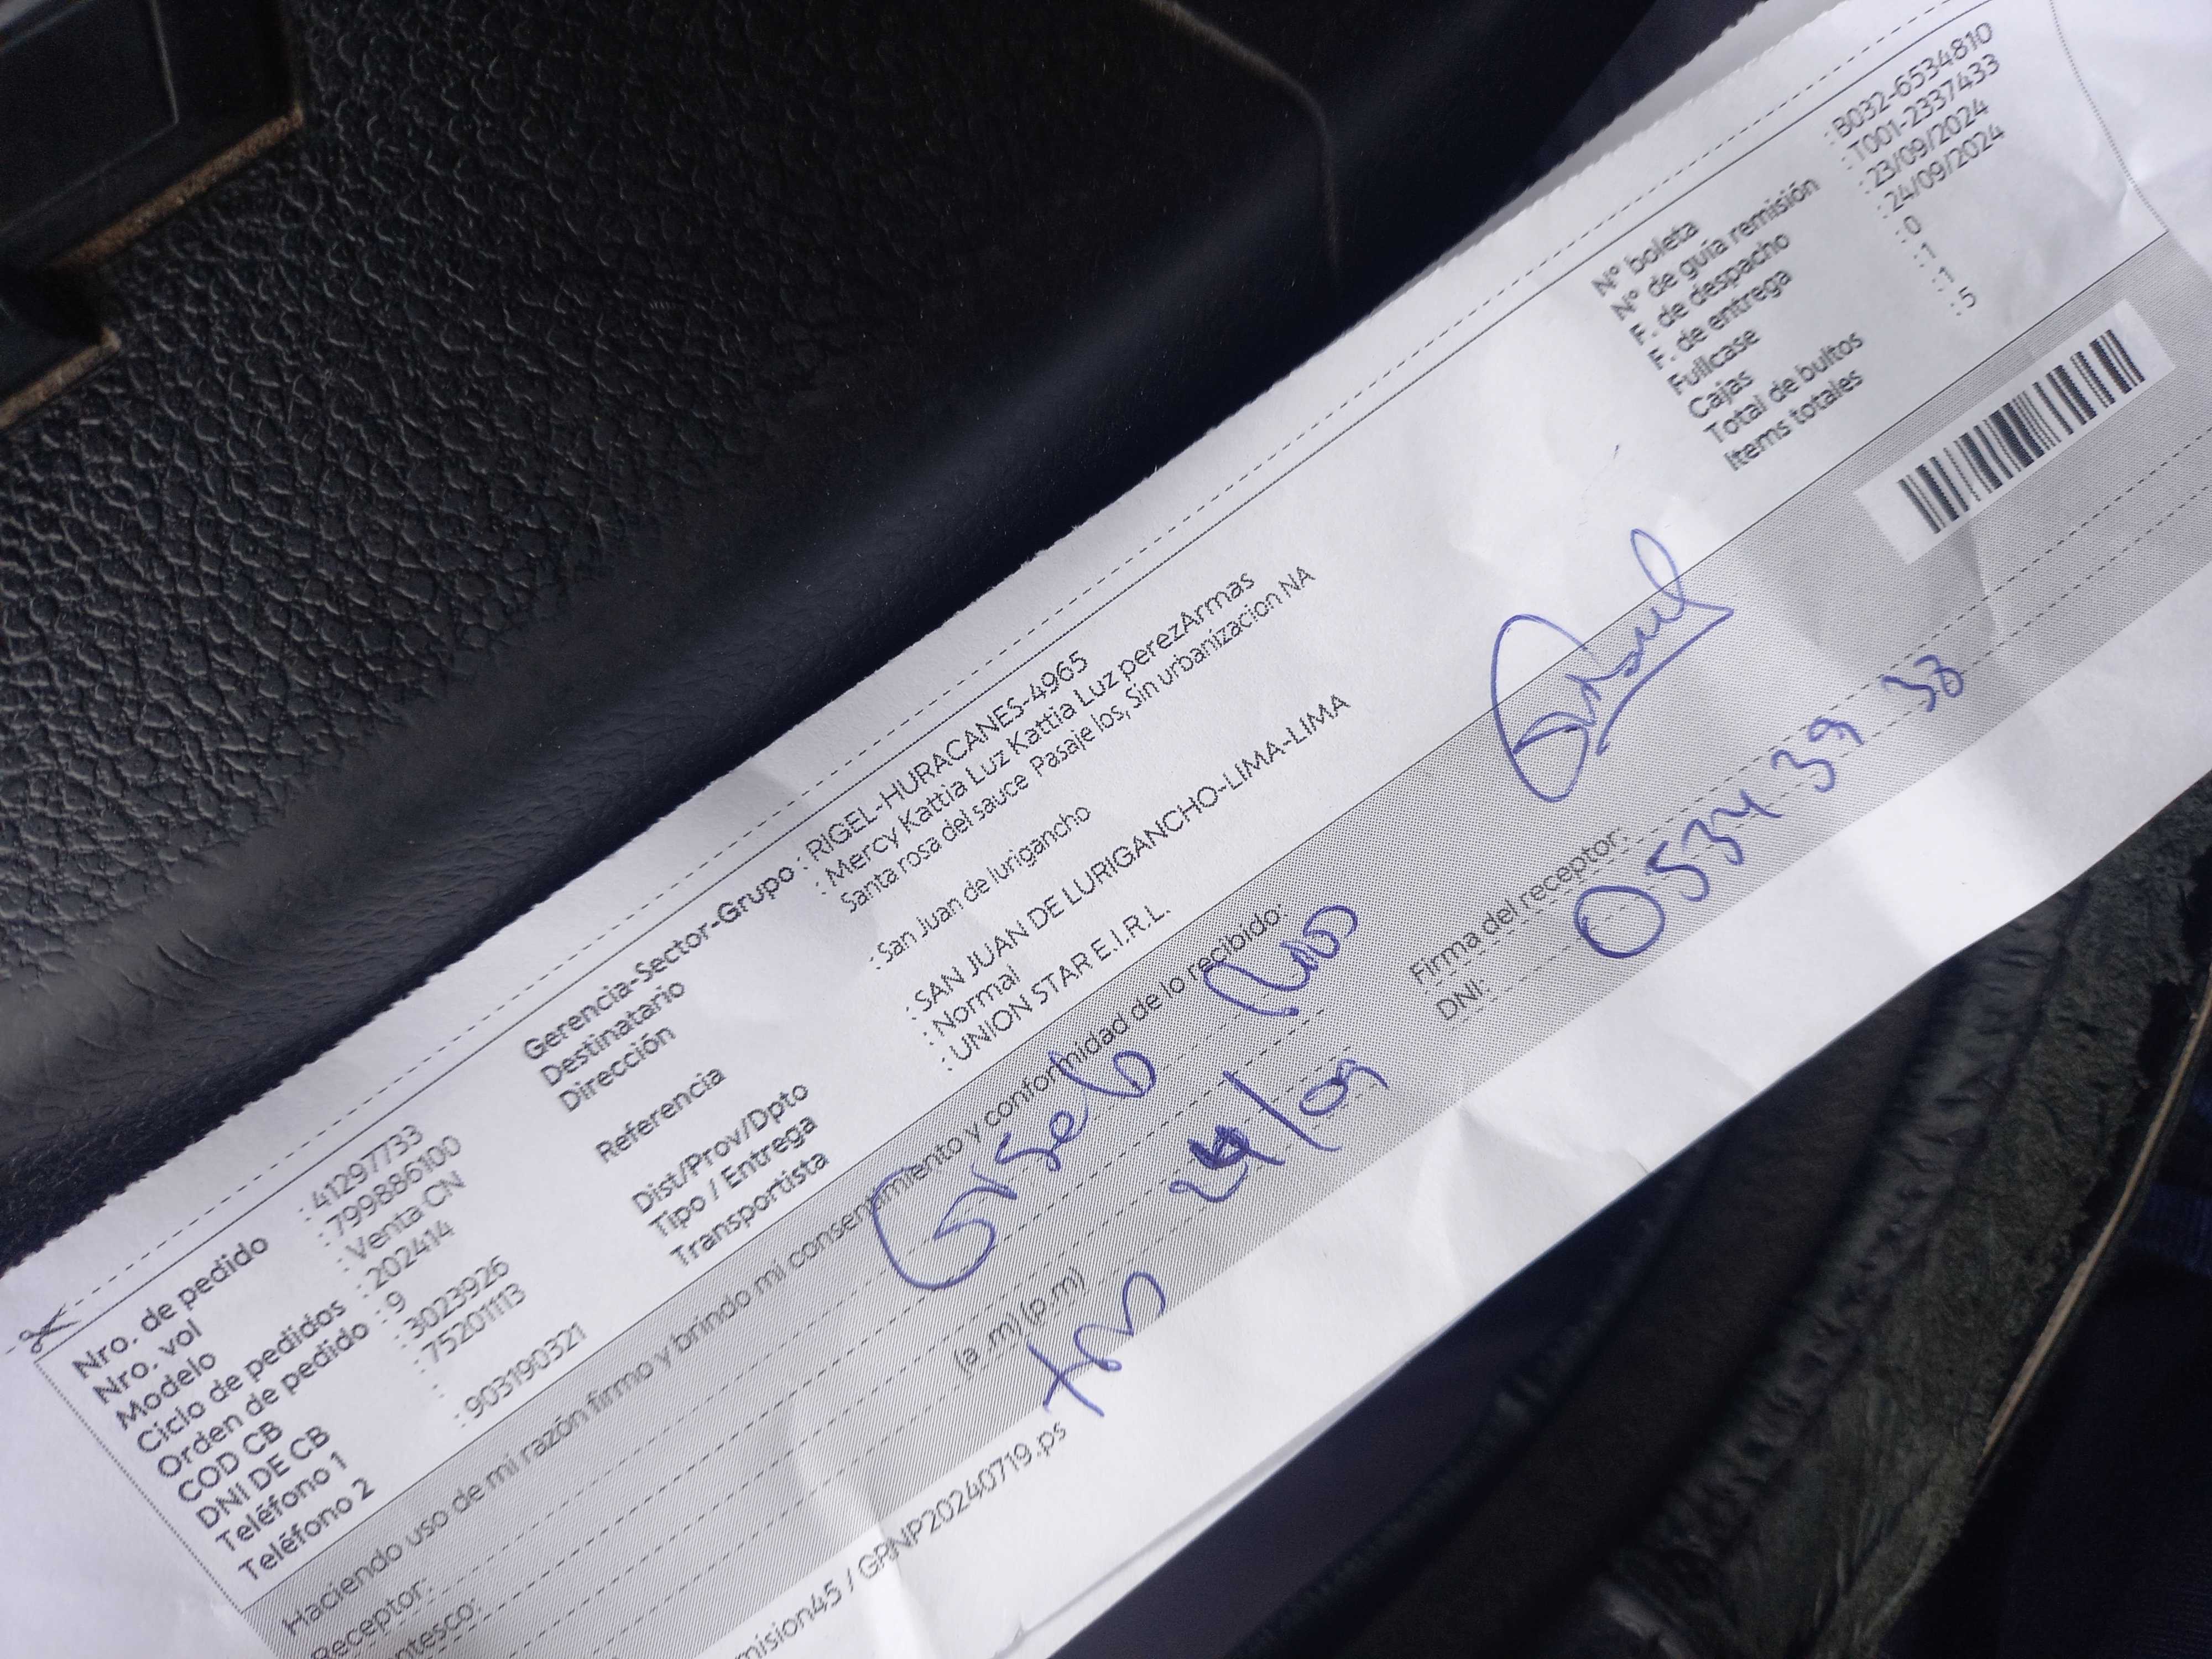 Nro. de pedido : 41297733
Nro. vol : 799886100
Modelo : Venta CN
Ciclo de pedidos : 202414
Orden de pedido : 9
COD CB : 3023926
DNI DE CB : 75201113
Teléfono 1 :
Teléfono 2 : 903190321
Gerencia-Sector-Grupo : RIGEL-HURACANES-4965
Destinatario : Mercy Kattia Luz Kattia Luz perezArmas
Dirección Santa rosa del sauce Pasaje los, Sin urbanizacion NA
Referencia : San Juan de lurigancho
Dist/Prov/Dpto : SAN JUAN DE LURIGANCHO-LIMA-LIMA
Tipo / Entrega : Normal
Transportista : UNION STAR E.I.R.L.
N° boleta : B032-6534810
N° de guía remisión : T001-2337433
F. de despacho : 23/09/2024
F. de entrega : 24/09/2024
Fullcase : 0
Cajas : 1
Total de bultos : 1
Items totales : 5
Haciendo uso de mi razón firmo y brindo mi consentimiento y conformidad de lo recibido:
Receptor:
ntesco:
(a .m) (p.m)
24/09
Firma del receptor:
DNI:
mision45 / GRNP20240719.ps